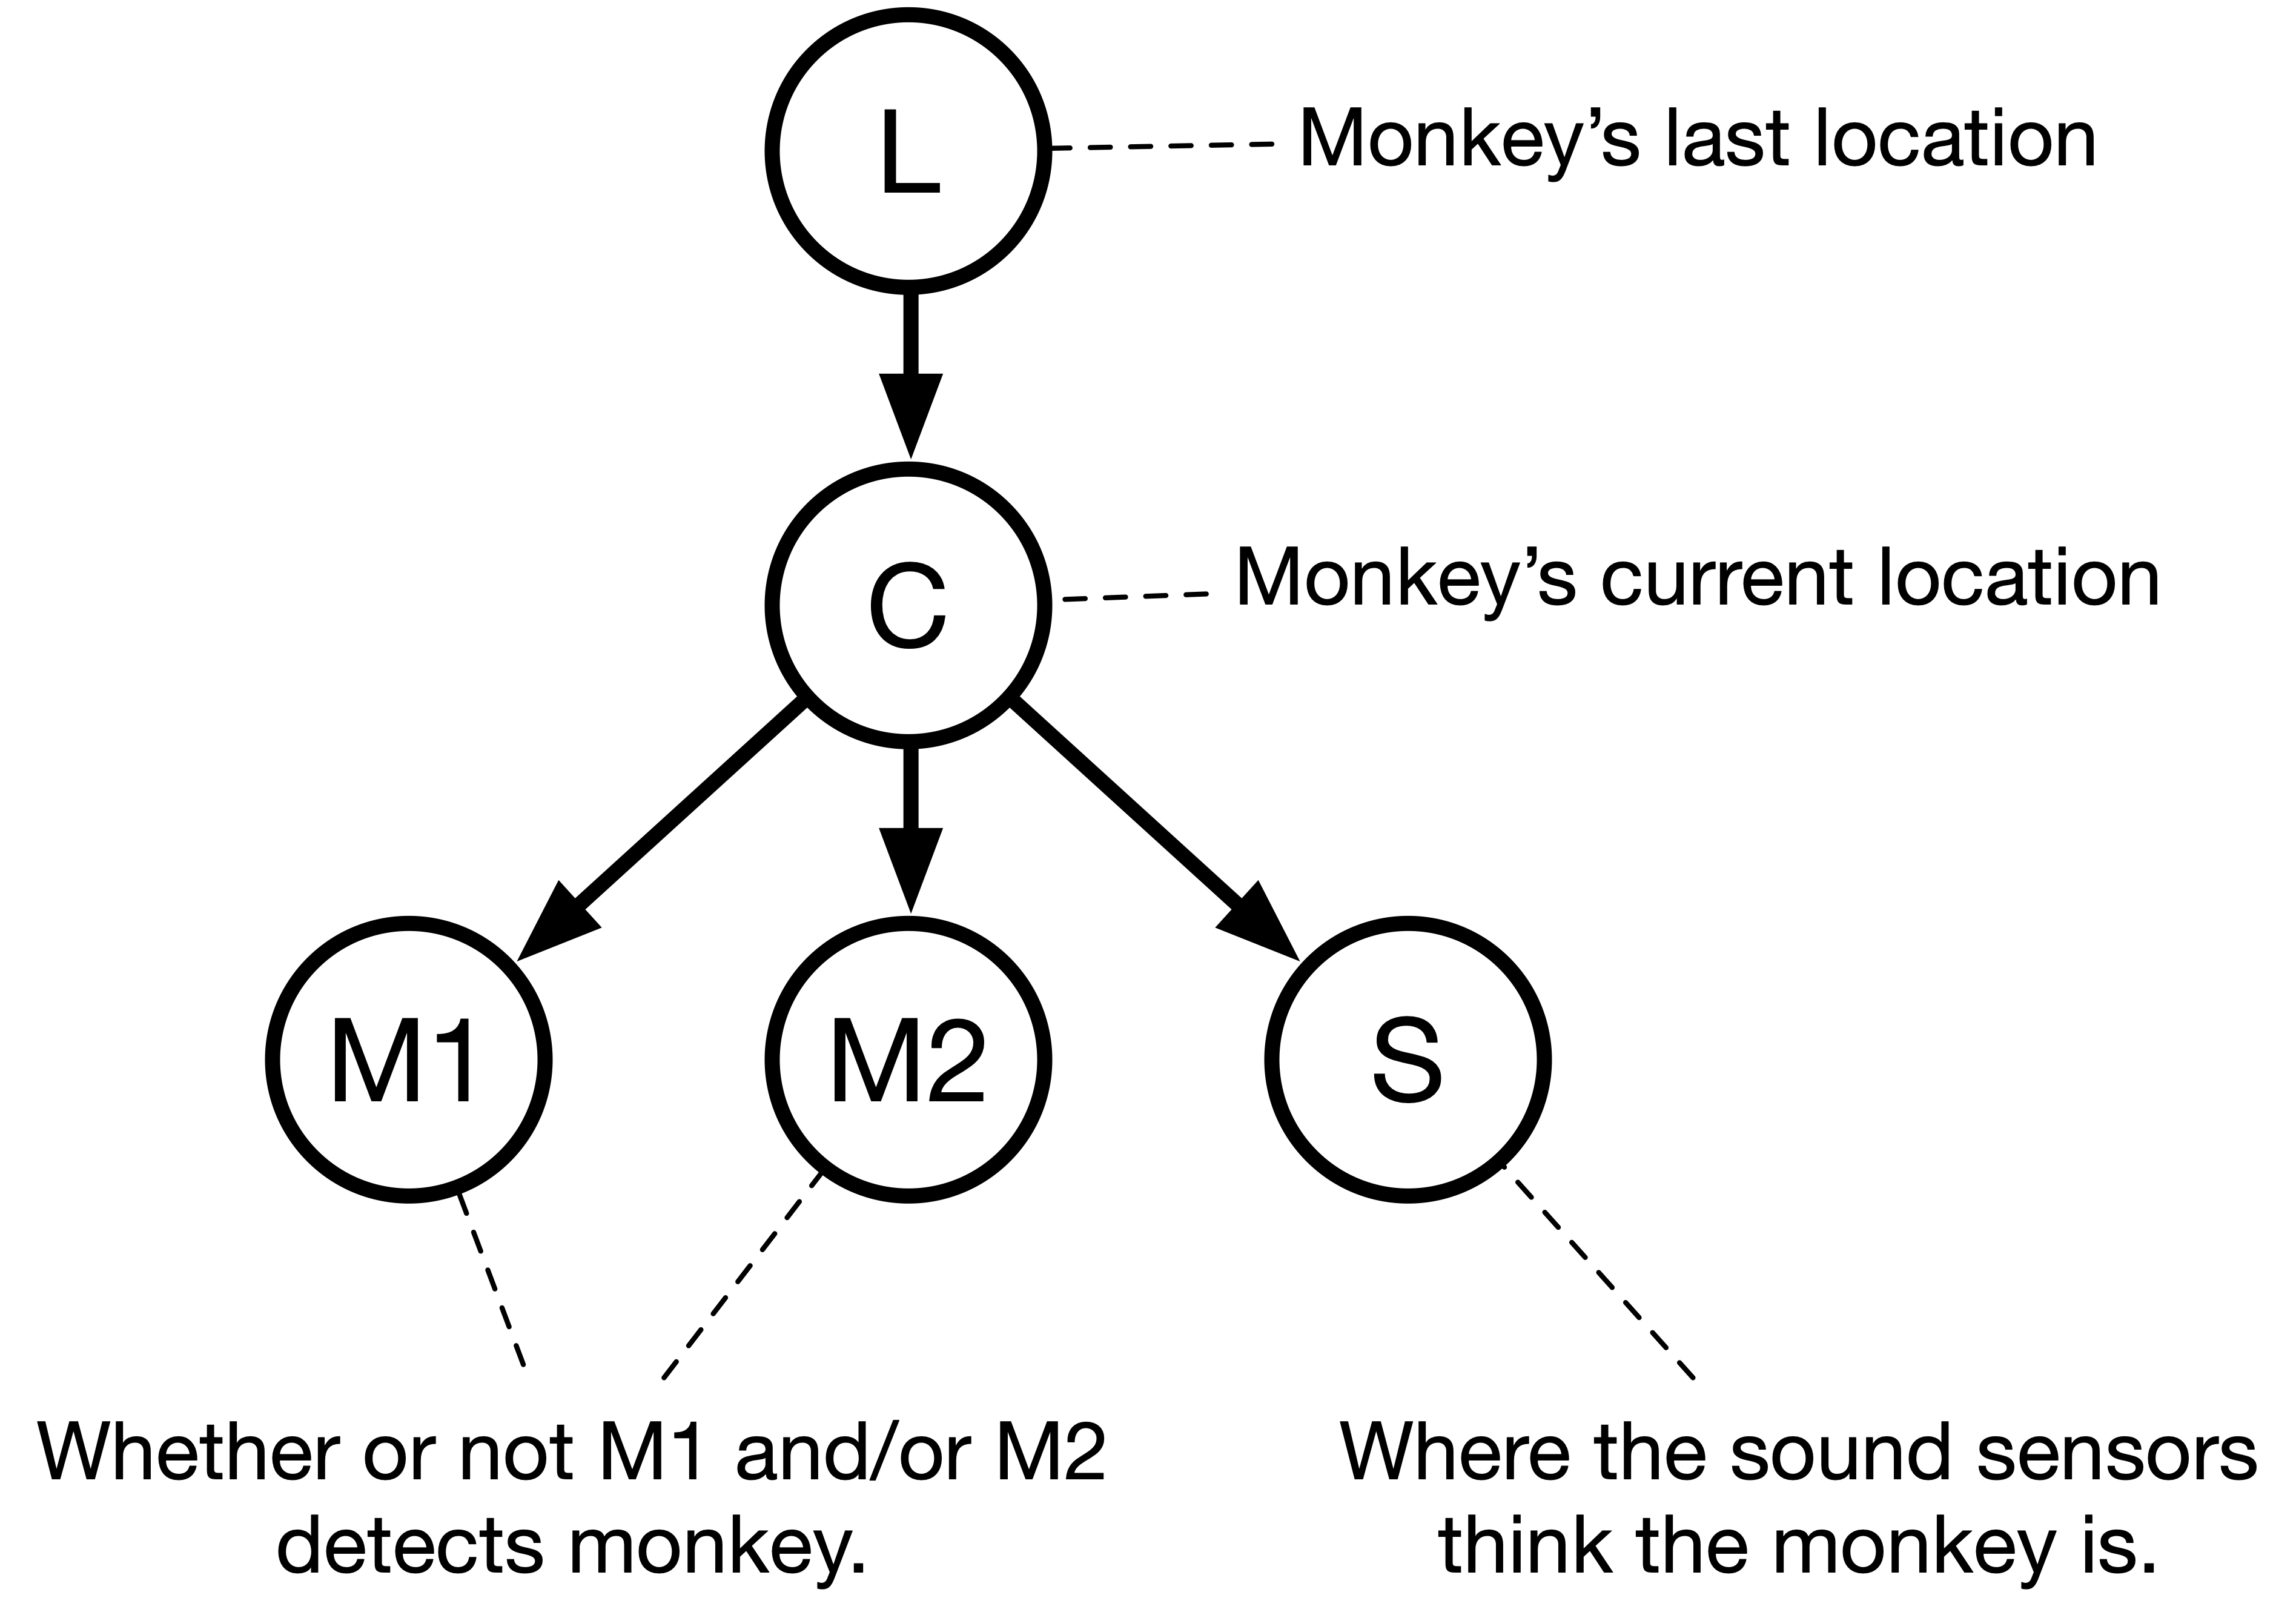 L
Monkey’s last location
C
Monkey’s current location
M1
M2
S
Whether or not M1 and/or M2
detects monkey.
Where the sound sensors
think the monkey is.